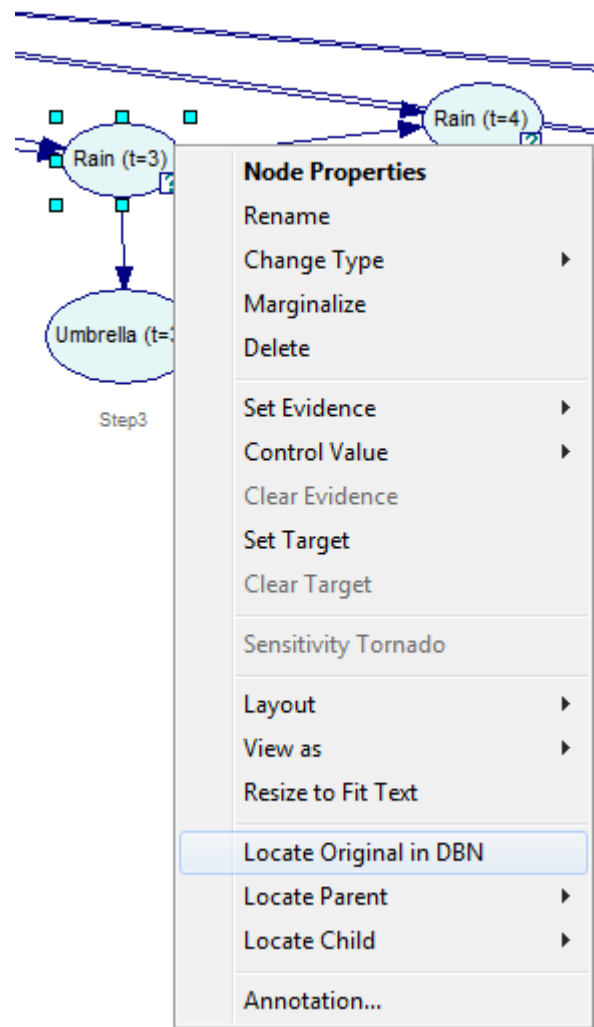 Rain (t=4)
Rain (t=3)
?
?
Umbrella (t=
Step3
Node Properties
Rename
Change Type
Marginalize
Delete
Set Evidence
Control Value
Clear Evidence
Set Target
Clear Target
Sensitivity Tornado
Layout
View as
Resize to Fit Text
Locate Original in DBN
Locate Parent
Locate Child
Annotation...